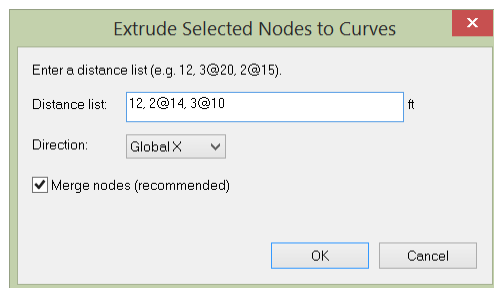 Extrude Selected Nodes to Curves
Enter a distance list (e.g. 12, 3@20, 2@15).
Distance list: 12, 2@14, 3@10 ft
Direction: Global X
Merge nodes (recommended)
OK Cancel